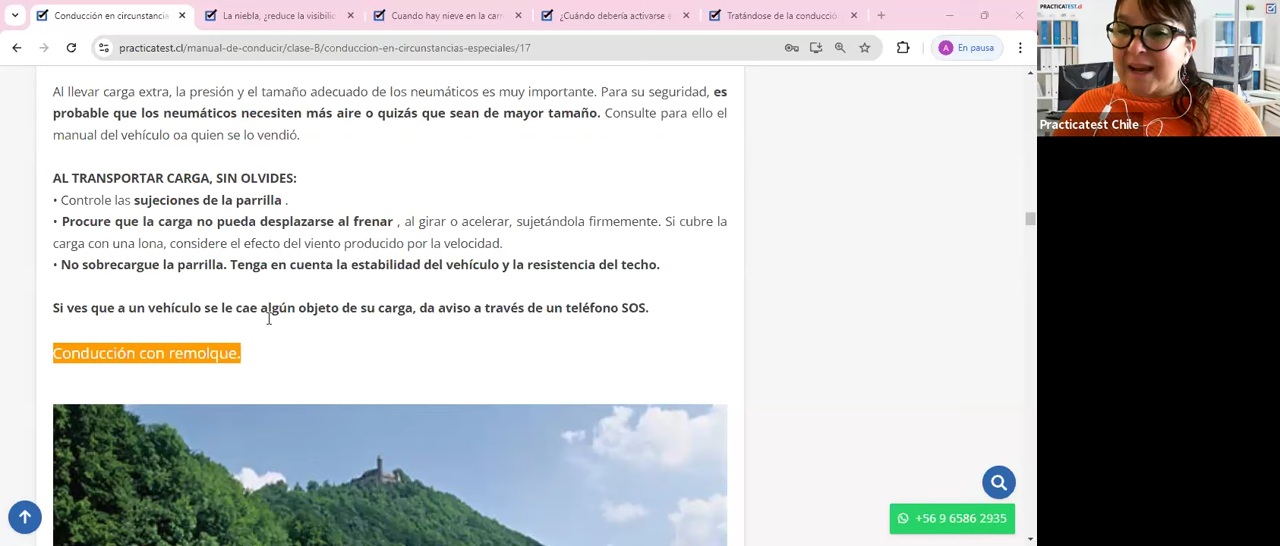 Conducción en circunstancias
La niebla, ¿reduce la visibilid
Cuando hay nieve en la carr
¿Cuándo debería activarse e
Tratándose de la conducció
practicatest.cl/manual-de-conducir/clase-B/conduccion-en-circunstancias-especiales/17
A En pausa
PRACTICATEST.cl
Practicatest Chile
Al llevar carga extra, la presión y el tamaño adecuado de los neumáticos es muy importante. Para su seguridad, es
probable que los neumáticos necesiten más aire o quizás que sean de mayor tamaño. Consulte para ello el
manual del vehículo oa quien se lo vendió.
AL TRANSPORTAR CARGA, SIN OLVIDES:
• Controle las sujeciones de la parrilla .
• Procure que la carga no pueda desplazarse al frenar , al girar o acelerar, sujetándola firmemente. Si cubre la
carga con una lona, considere el efecto del viento producido por la velocidad.
• No sobrecargue la parrilla. Tenga en cuenta la estabilidad del vehículo y la resistencia del techo.
Si ves que a un vehículo se le cae algún objeto de su carga, da aviso a través de un teléfono SOS.
Conducción con remolque.
+56 9 6586 2935